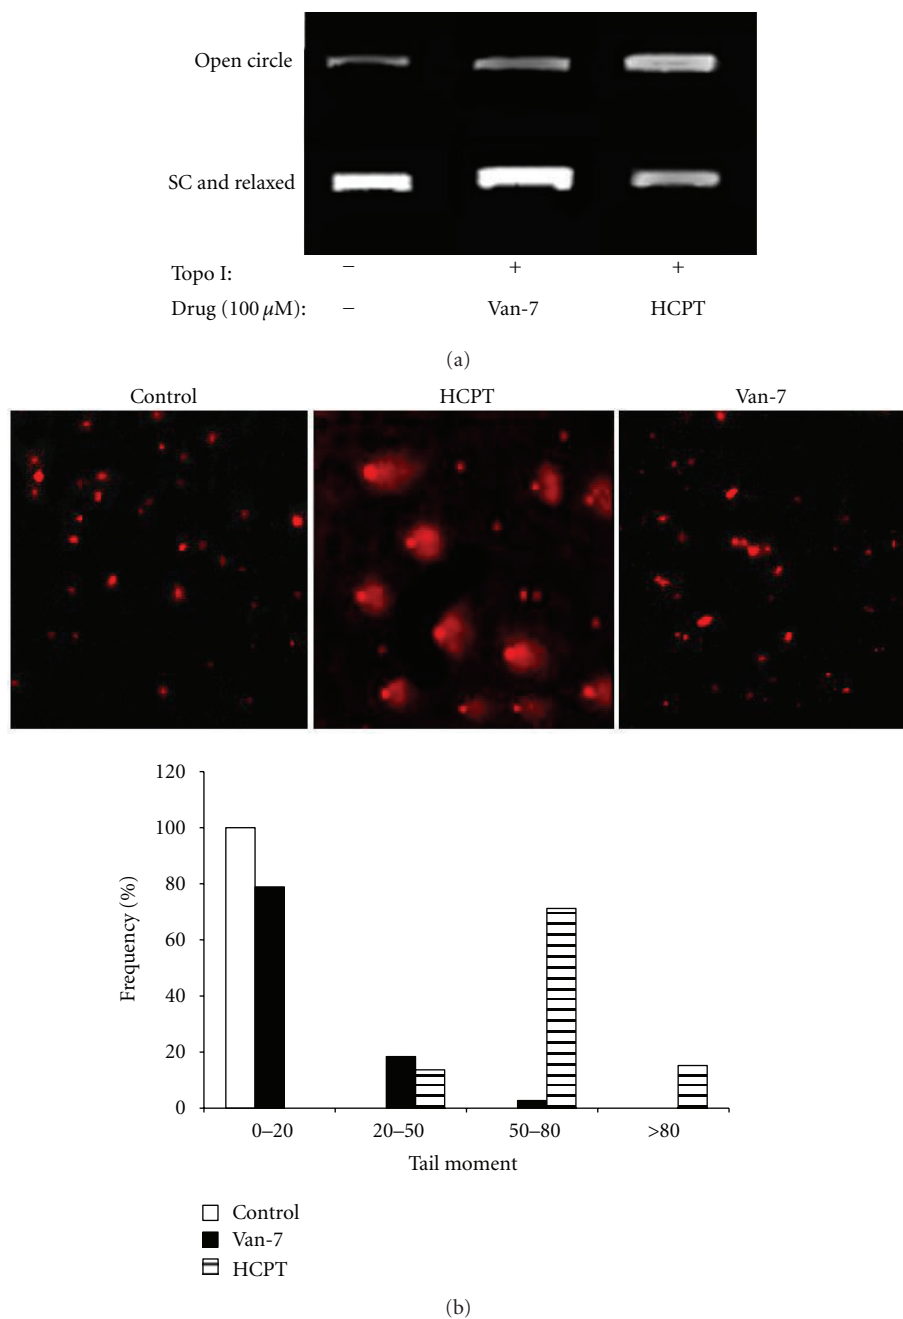 Open circle
SC and relaxed
Topo I: − + +
Drug (100 μM): − Van-7 HCPT
(a)
Control HCPT Van-7
120
100
80
60
40
20
0
Frequency (%)
0–20 20–50 50–80 >80
Tail moment
Control
Van-7
HCPT
(b)